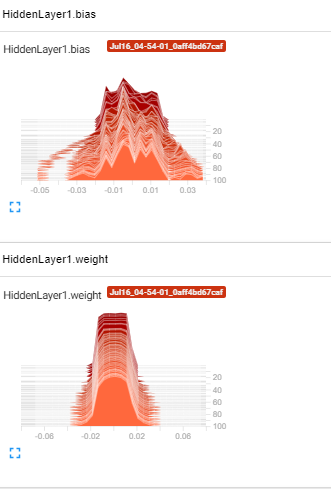 HiddenLayer1.bias
HiddenLayer1.bias Jul16_04-54-01_0aff4bd67caf
20
40
60
80
100
-0.05 -0.03 -0.01 0.01 0.03
HiddenLayer1.weight
HiddenLayer1.weight Jul16_04-54-01_0aff4bd67caf
20
40
60
80
100
-0.06 -0.02 0.02 0.06